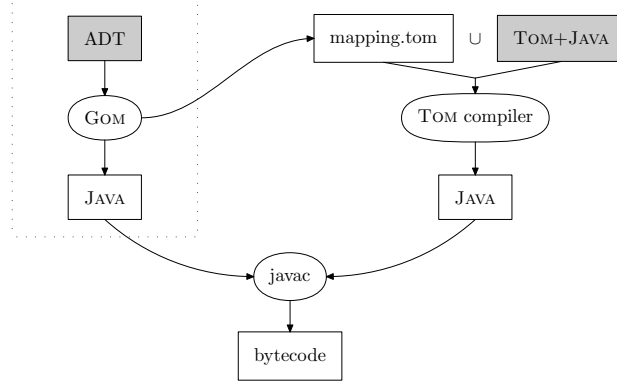 ADT
mapping.tom ∪ TOM+JAVA
GOM
TOM compiler
JAVA
JAVA
javac
bytecode